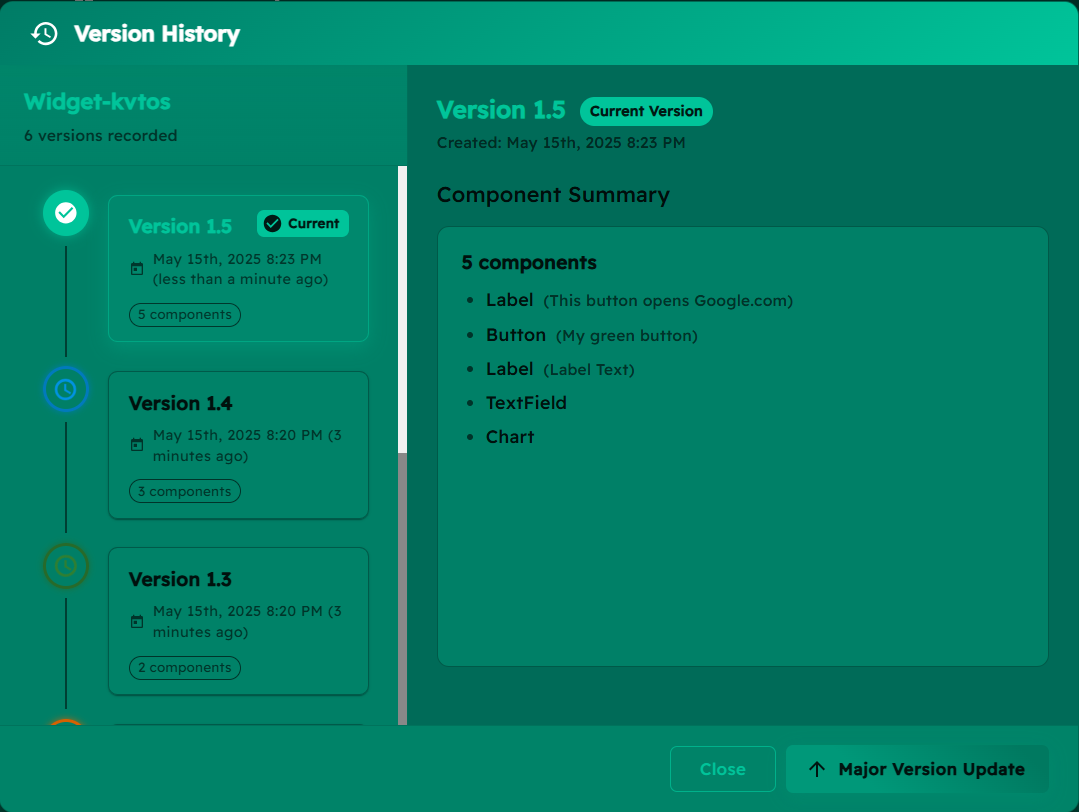 Version History
Widget-kvtos
6 versions recorded
Version 1.5
Current
May 15th, 2025 8:23 PM
(less than a minute ago)
5 components
Version 1.4
May 15th, 2025 8:20 PM (3
minutes ago)
3 components
Version 1.3
May 15th, 2025 8:20 PM (3
minutes ago)
2 components
Version 1.5
Current Version
Created: May 15th, 2025 8:23 PM
Component Summary
5 components
Label (This button opens Google.com)
Button (My green button)
Label (Label Text)
TextField
Chart
Close
Major Version Update